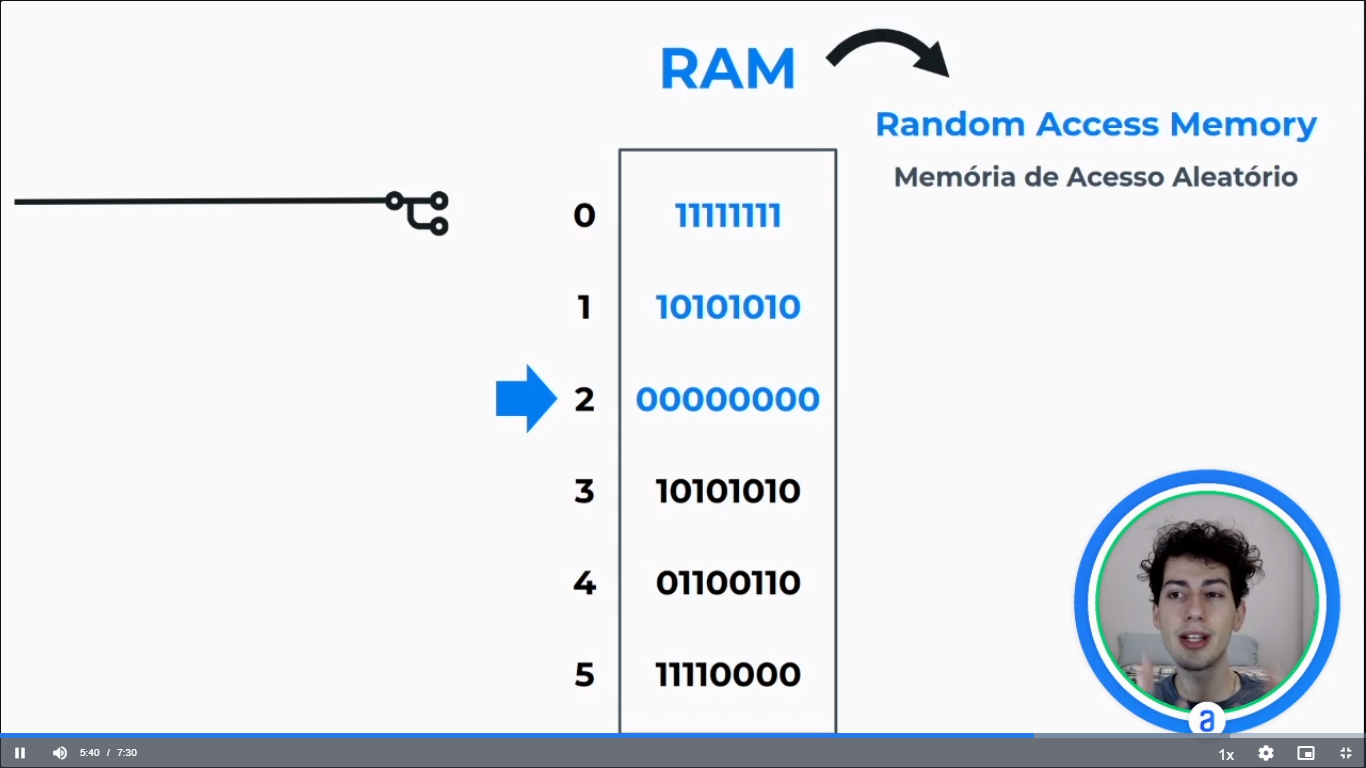 RAM
Random Access Memory
Memória de Acesso Aleatório
0 11111111
1 10101010
2 00000000
3 10101010
4 01100110
5 11110000
a
5:40 / 7:30 1x